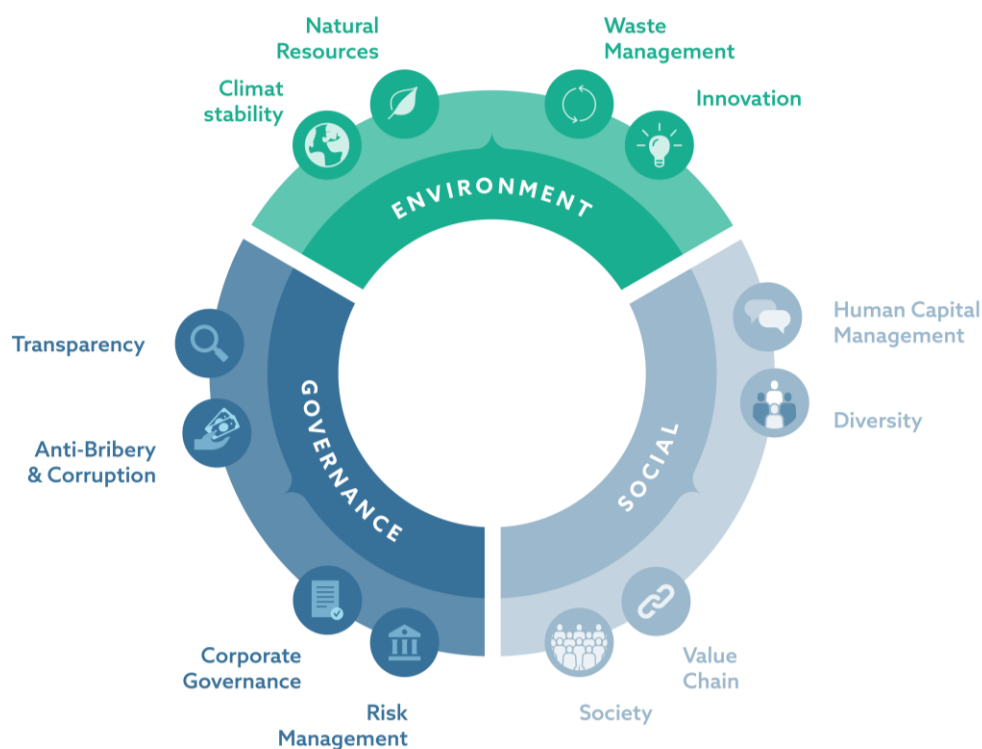 Natural
Resources
Climat
stability
Waste
Management
Innovation
ENVIRONMENT
Human Capital
Management
Diversity
SOCIAL
Value
Chain
Society
Transparency
Anti-Bribery
& Corruption
GOVERNANCE
Corporate
Governance
Risk
Management